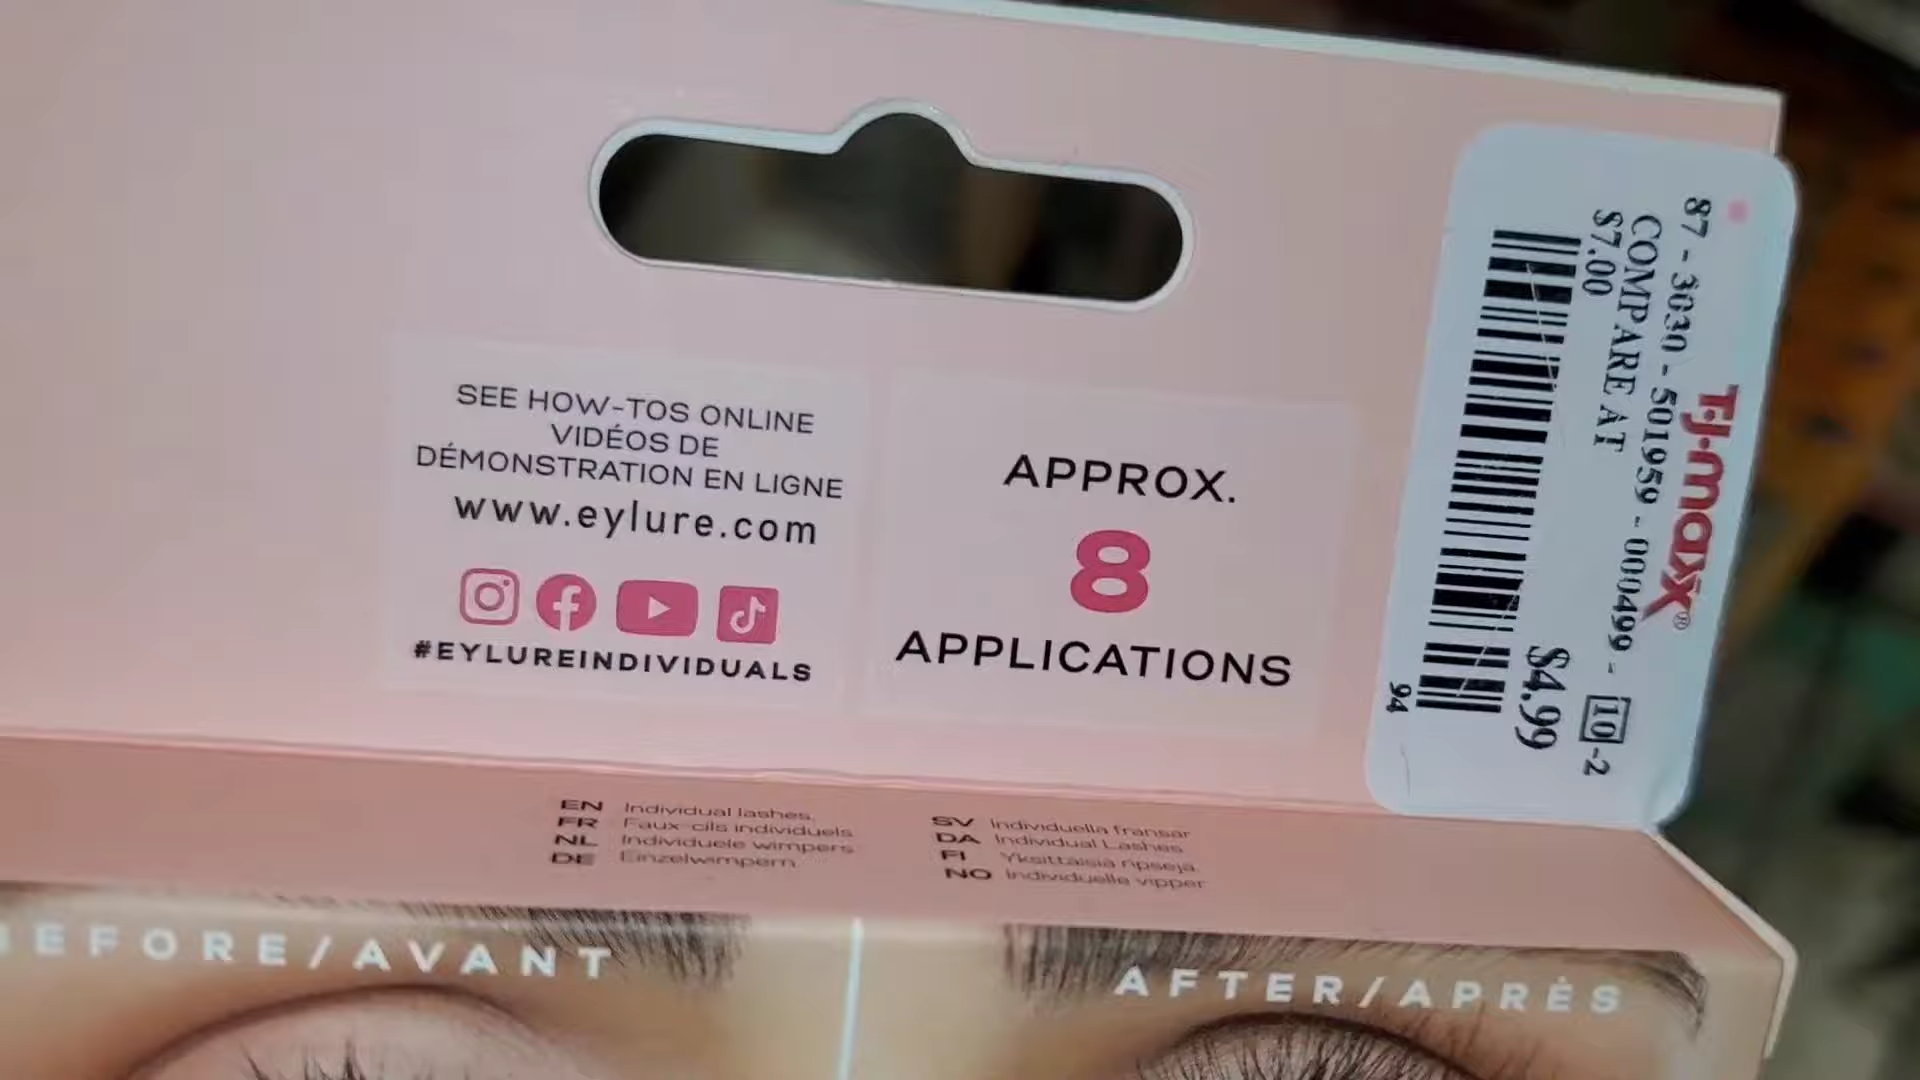 SEE HOW-TOS ONLINE
VIDÉOS DE
DÉMONSTRATION EN LIGNE
www.eylure.com
#EYLUREINDIVIDUALS
APPROX.
8
APPLICATIONS
T·J·maxx®
87 - 3030 - 501959 - 000499 - 10-2
COMPARE AT
$7.00
$4.99
94
EN Individual lashes.
FR Faux-cils individuels
NL Individuele wimpers
DE Einzelwimpern
SV Individuella fransar
DA Individual Lashes
FI Yksittäisiä ripsejä.
NO Individuelle vipper
BEFORE/AVANT
AFTER/APRÈS